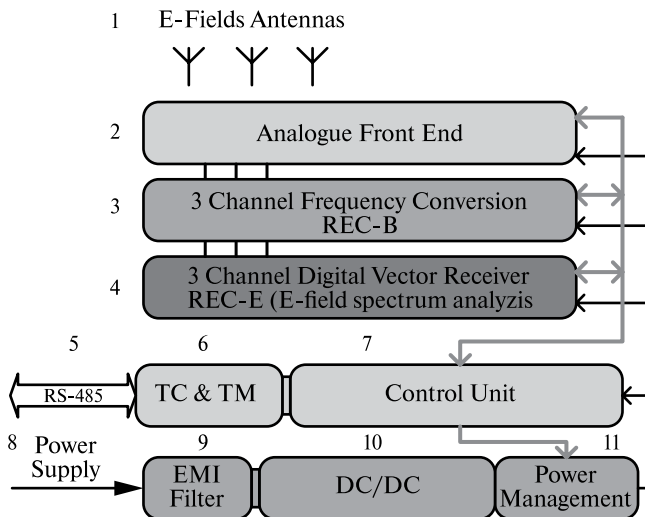 1 E-Fields Antennas
2 Analogue Front End
3 3 Channel Frequency Conversion
REC-B
4 3 Channel Digital Vector Receiver
REC-E (E-field spectrum analyzis
5 6 7
RS-485 TC & TM Control Unit
8 Power
Supply
9 10 11
EMI
Filter
DC/DC
Power
Management